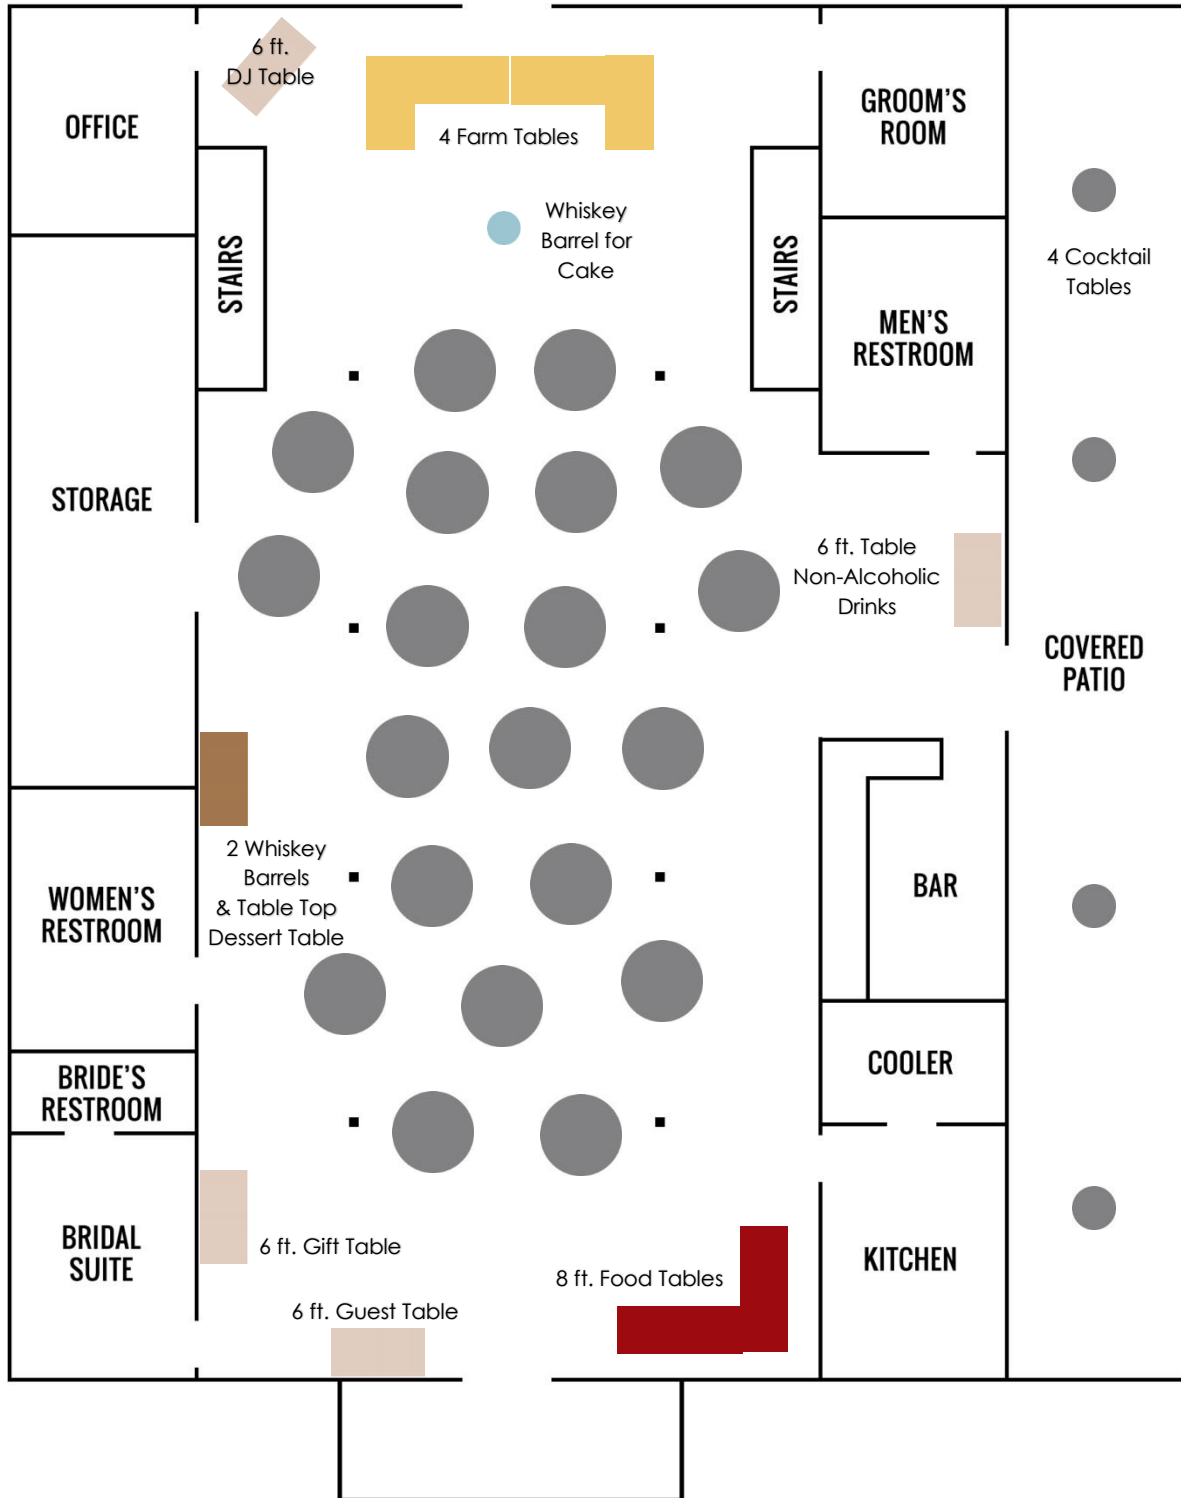 6 ft.
DJ Table
OFFICE
4 Farm Tables
GROOM'S
ROOM
STAIRS
Whiskey
Barrel for
Cake
STAIRS
4 Cocktail
Tables
MEN'S
RESTROOM
STORAGE
6 ft. Table
Non-Alcoholic
Drinks
COVERED
PATIO
2 Whiskey
Barrels
& Table Top
Dessert Table
WOMEN'S
RESTROOM
BAR
COOLER
BRIDE'S
RESTROOM
BRIDAL
SUITE
6 ft. Gift Table
8 ft. Food Tables
KITCHEN
6 ft. Guest Table